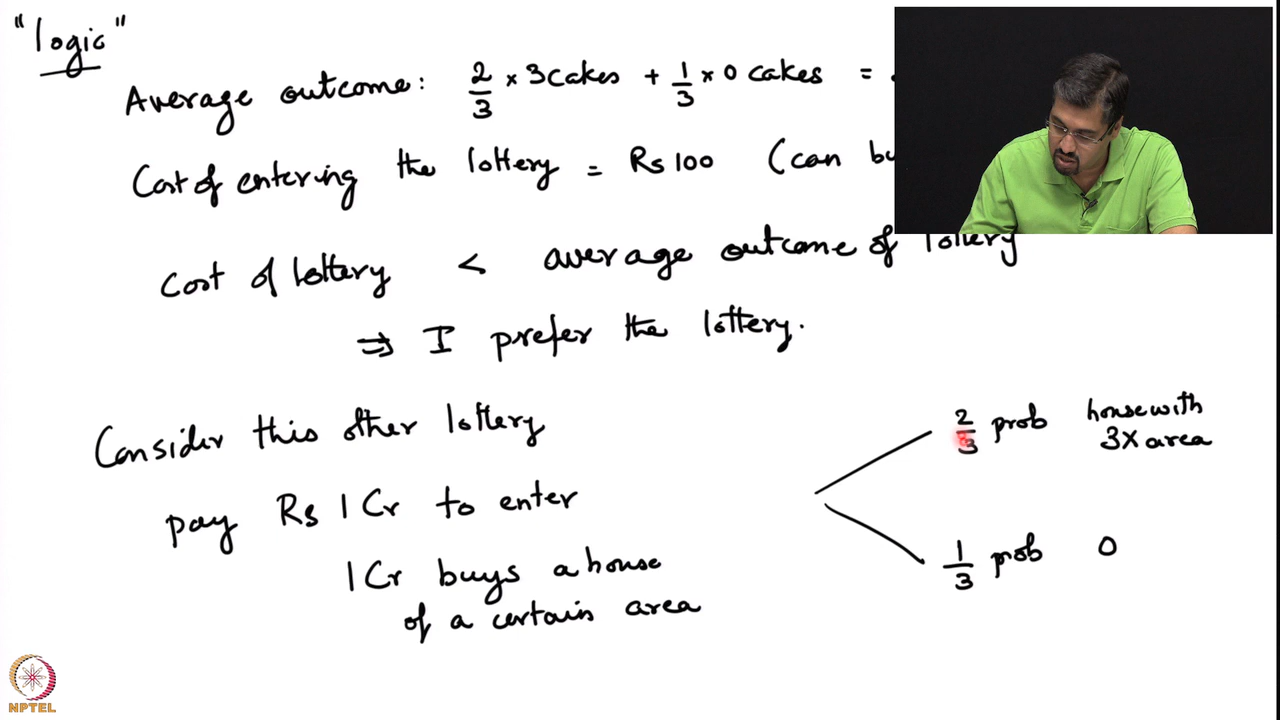 "logic"
Average outcome: 2/3 × 3 cakes + 1/3 × 0 cakes =
Cost of entering the lottery = Rs 100 (can
Cost of lottery < average outcome of lottery
⇒ I prefer the lottery.
Consider this other lottery
pay Rs 1 Cr to enter
1 Cr buys a house
of a certain area
2/3 prob house with
3x area
1/3 prob 0
NPTEL